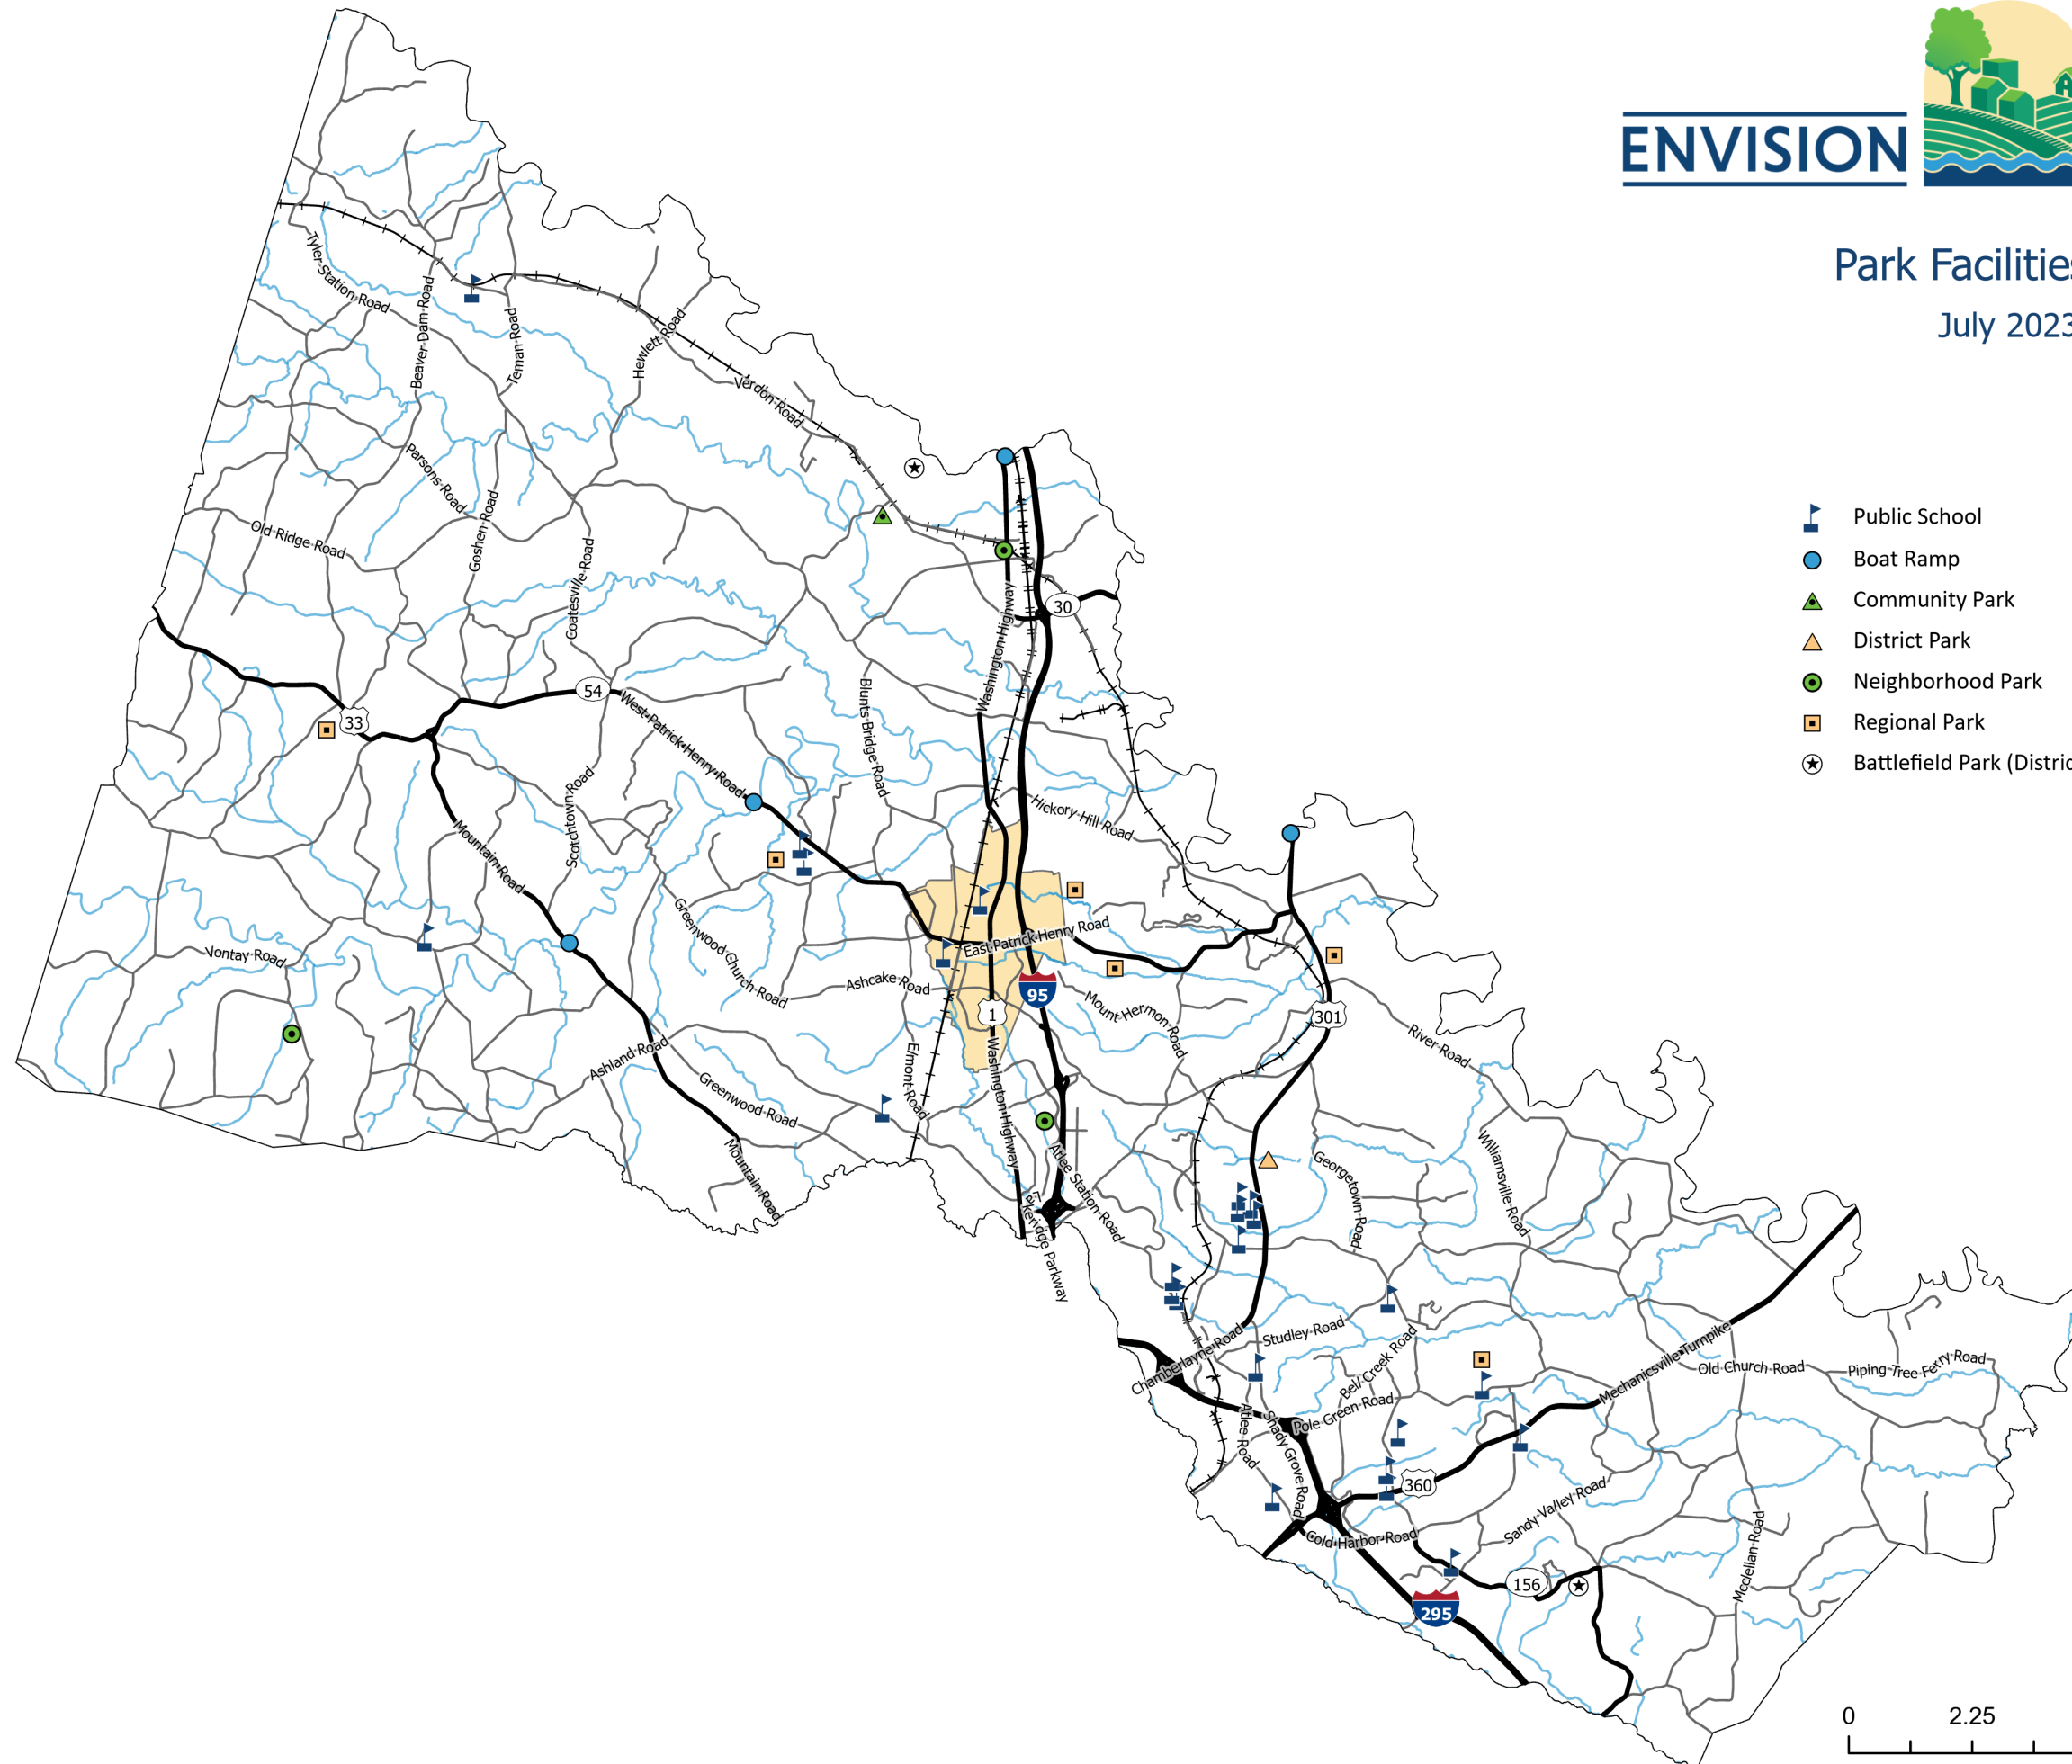 ENVISION
Park Facilities
July 2023
Public School
Boat Ramp
Community Park
District Park
Neighborhood Park
Regional Park
Battlefield Park (Distric
Tyler Station Road
Beaver Dam Road
Teman Road
Hewlett Road
Verdon Road
Parsons Road
Goshen Road
Old Ridge Road
Coatesville Road
30
Washington Highway
54
33
West Patrick Henry Road
Blunts Bridge Road
Scotchtown Road
Mountain Road
Hickory Hill Road
Greenwood Church Road
East Patrick Henry Road
Vontay Road
Ashcake Road
95
1
Mount Hermon Road
301
River Road
Ashland Road
Elmont Road
Washington Highway
Greenwood Road
Mountain Road
Atlee Station Road
Georgetown Road
Williamsville Road
Chamberlayne Road
Studley Road
Bell Creek Road
Mechanicsville Turnpike
Old Church Road
Piping Tree Ferry Road
Pole Green Road
Atlee Road
Shady Grove Road
360
Sandy Valley Road
Cold Harbor Road
Mcclellan Road
156
295
0
2.25